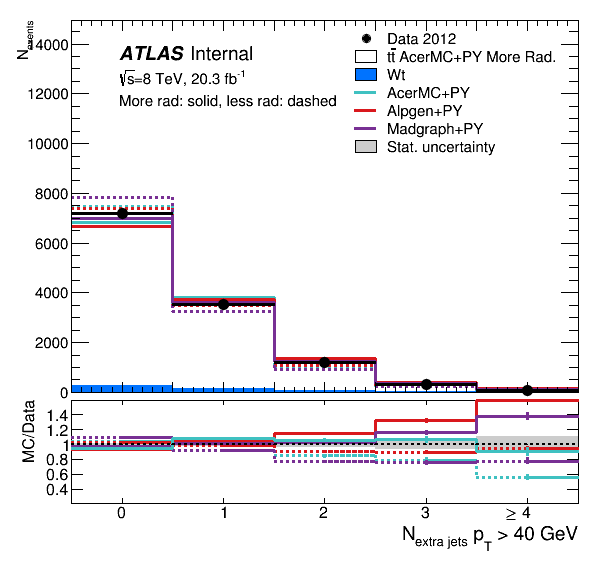 N_events
14000
12000
10000
8000
6000
4000
2000
0
ATLAS Internal
√s=8 TeV, 20.3 fb⁻¹
More rad: solid, less rad: dashed
Data 2012
tt̄ AcerMC+PY More Rad.
Wt
AcerMC+PY
Alpgen+PY
Madgraph+PY
Stat. uncertainty
MC/Data
1.4
1.2
1
0.8
0.6
0.4
0 1 2 3 ≥ 4
N_extra jets p_T > 40 GeV